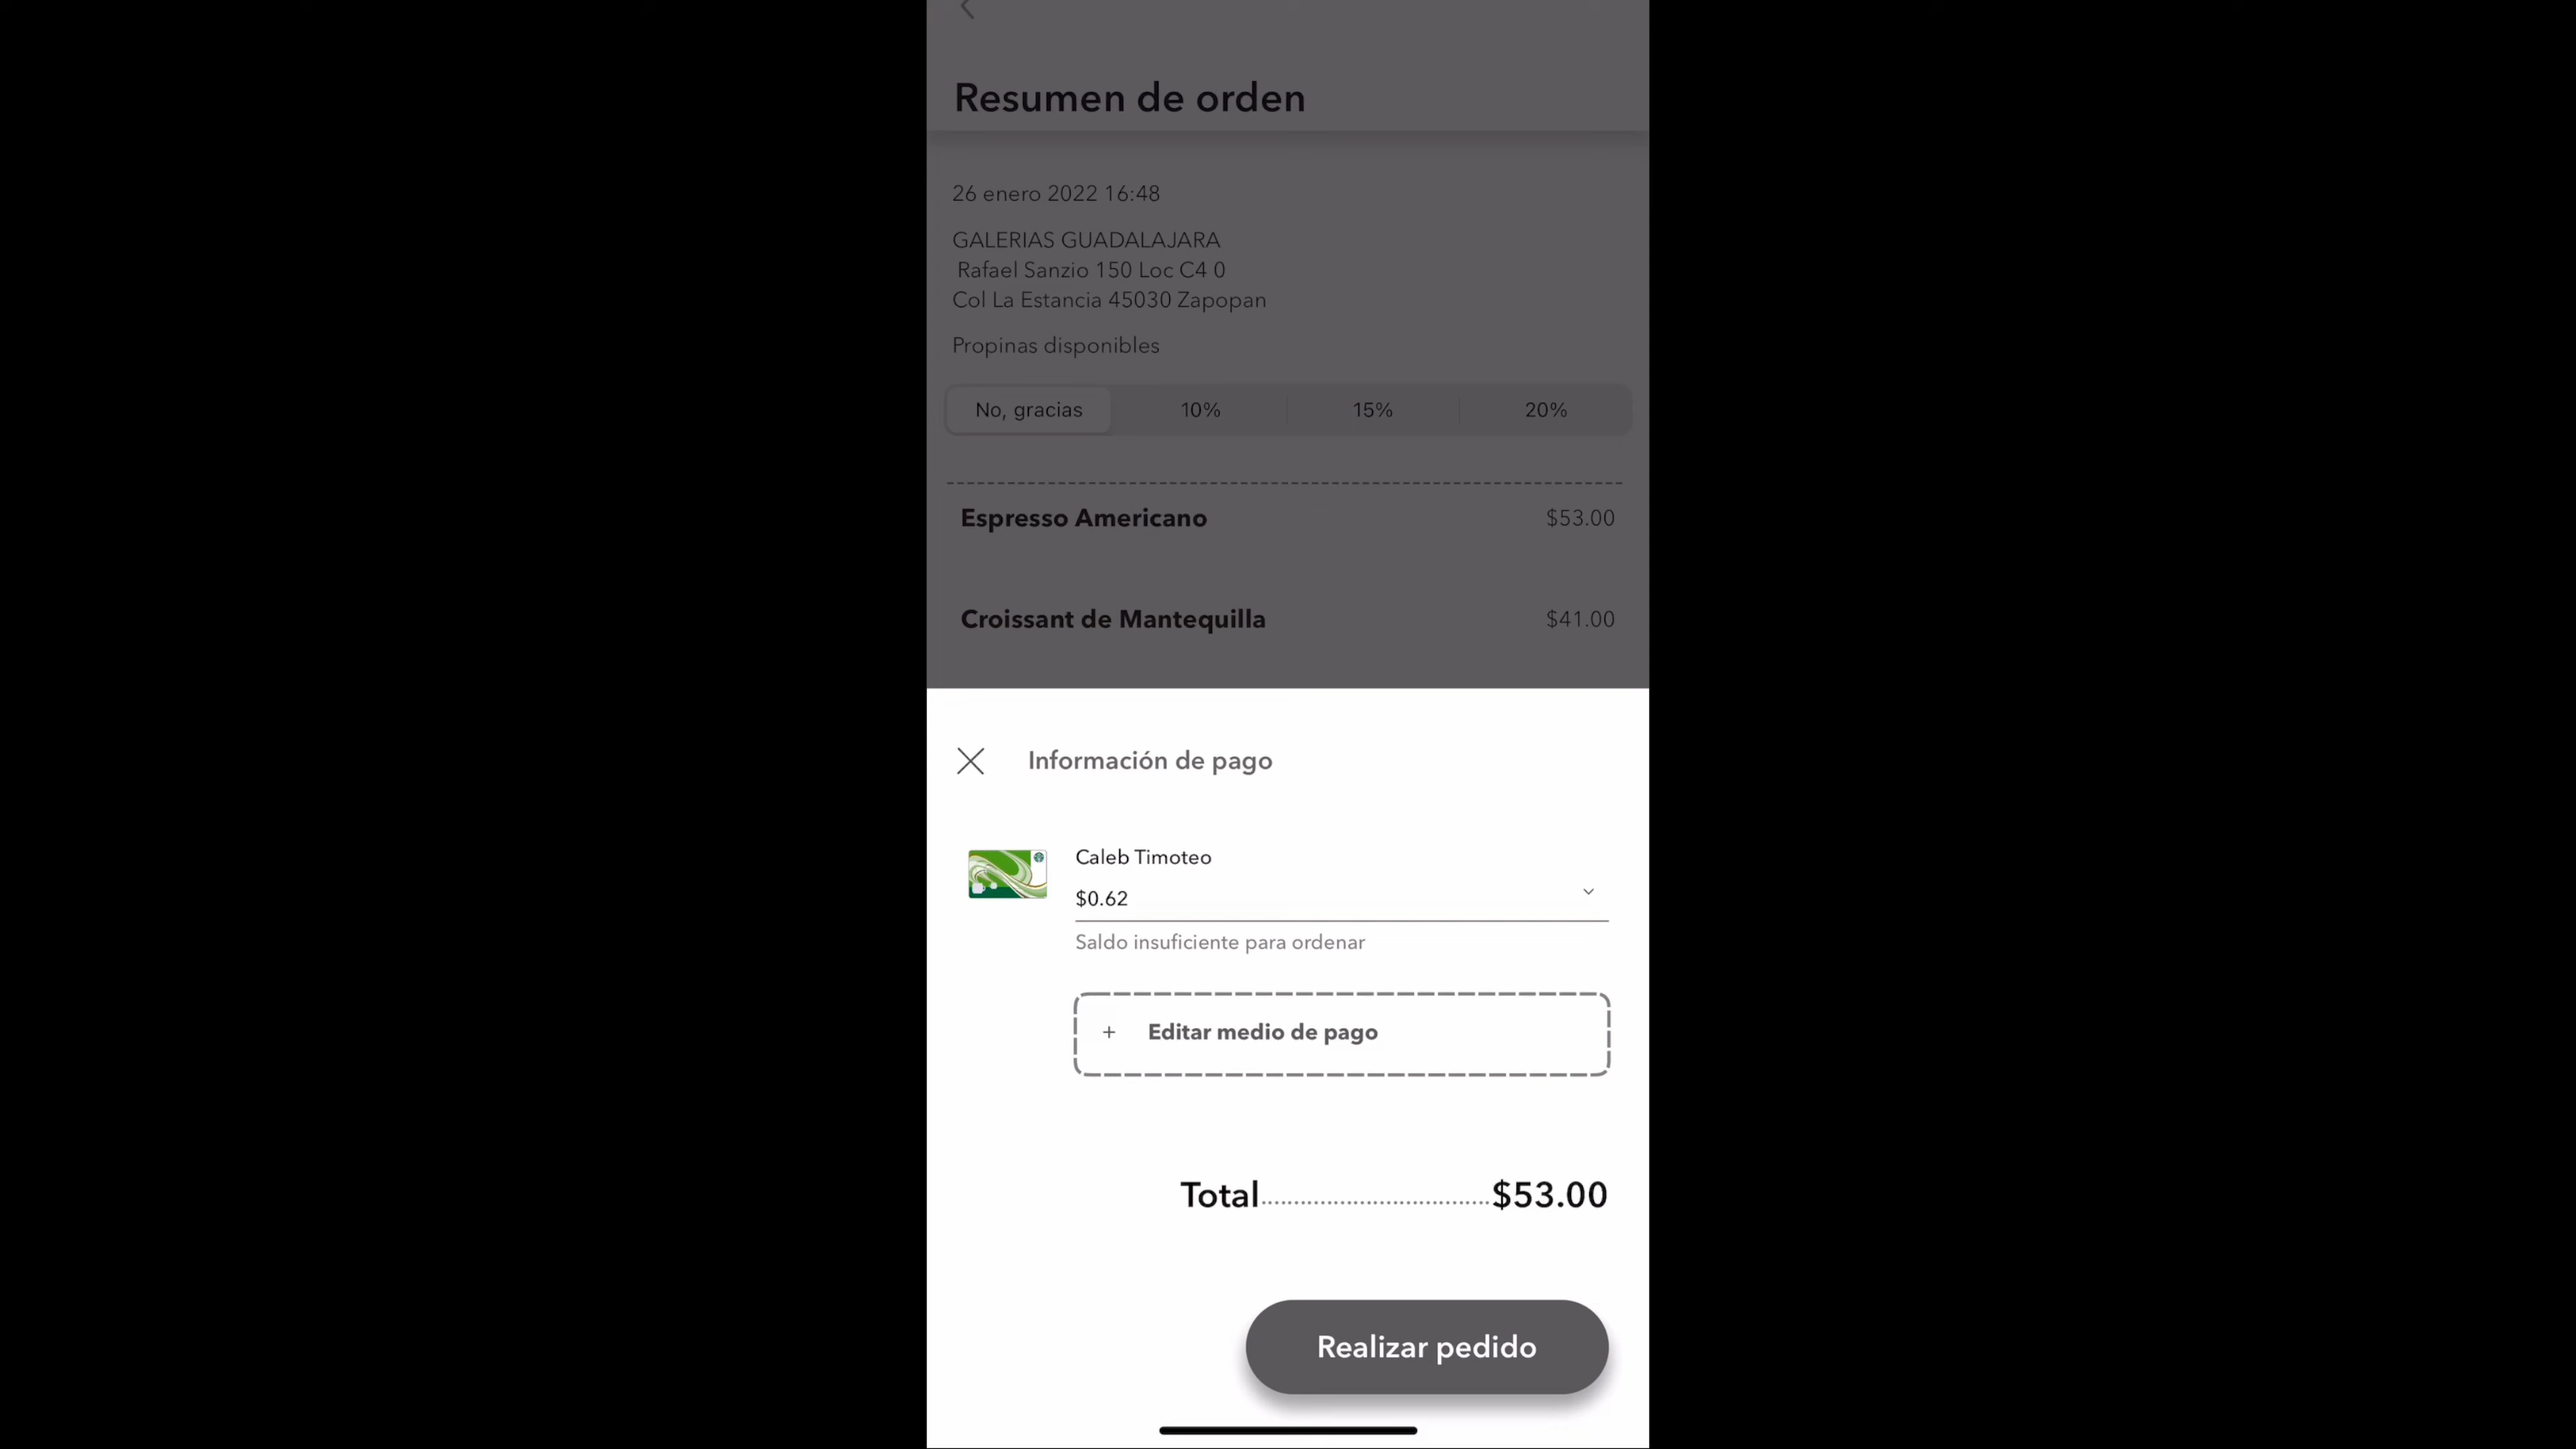 Resumen de orden
26 enero 2022 16:48
GALERIAS GUADALAJARA
Rafael Sanzio 150 Loc C4 0
Col La Estancia 45030 Zapopan
Propinas disponibles
No, gracias 10% 15% 20%
Espresso Americano $53.00
Croissant de Mantequilla $41.00
Información de pago
Caleb Timoteo
$0.62
Saldo insuficiente para ordenar
+ Editar medio de pago
Total................................$53.00
Realizar pedido